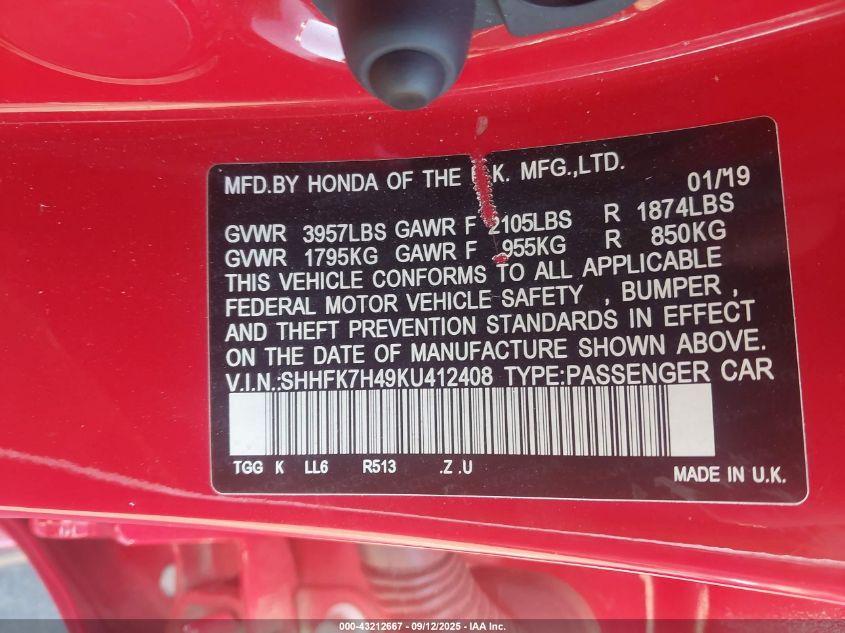 MFD.BY HONDA OF THE .K. MFG.,LTD. 01/'19
GVWR 3957LBS GAWR F 2105LBS R 1874LBS
GVWR 1795KG GAWR F 955KG R 850KG
THIS VEHICLE CONFORMS TO ALL APPLICABLE
FEDERAL MOTOR VEHICLE SAFETY , BUMPER ,
AND THEFT PREVENTION STANDARDS IN EFFECT
ON THE DATE OF MANUFACTURE SHOWN ABOVE.
V.I.N.:SHHFK7H49KU412408 TYPE:PASSENGER CAR
TGG K LL6 R513 .Z .U
MADE IN U.K.
000-43212667 - 09/12/2025 - IAA Inc.